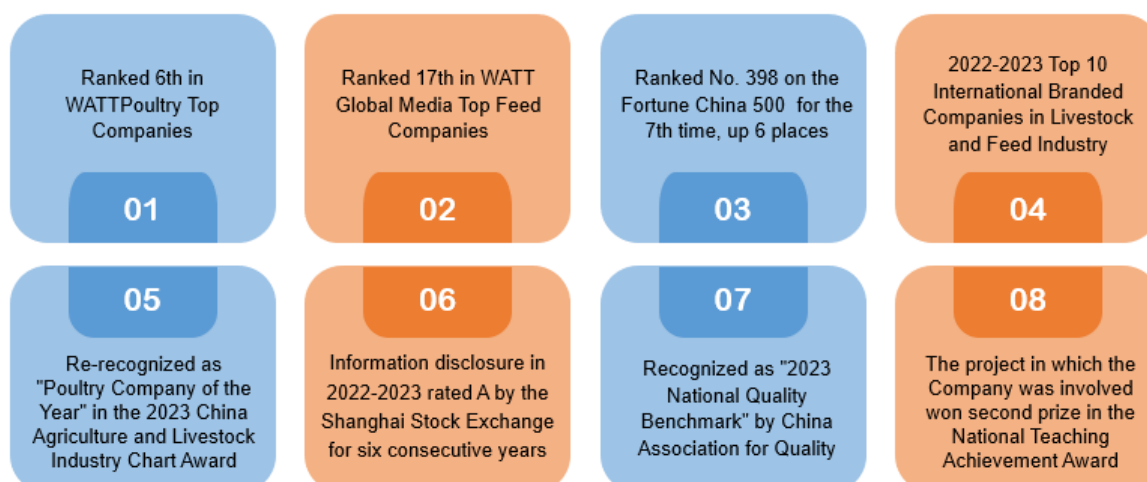 Ranked 6th in
WATTPoultry Top
Companies
01
Ranked 17th in WATT
Global Media Top Feed
Companies
02
Ranked No. 398 on the
Fortune China 500 for the
7th time, up 6 places
03
2022-2023 Top 10
International Branded
Companies in Livestock
and Feed Industry
04
05
Re-recognized as
"Poultry Company of the
Year" in the 2023 China
Agriculture and Livestock
Industry Chart Award
06
Information disclosure in
2022-2023 rated A by the
Shanghai Stock Exchange
for six consecutive years
07
Recognized as "2023
National Quality
Benchmark" by China
Association for Quality
08
The project in which the
Company was involved
won second prize in the
National Teaching
Achievement Award